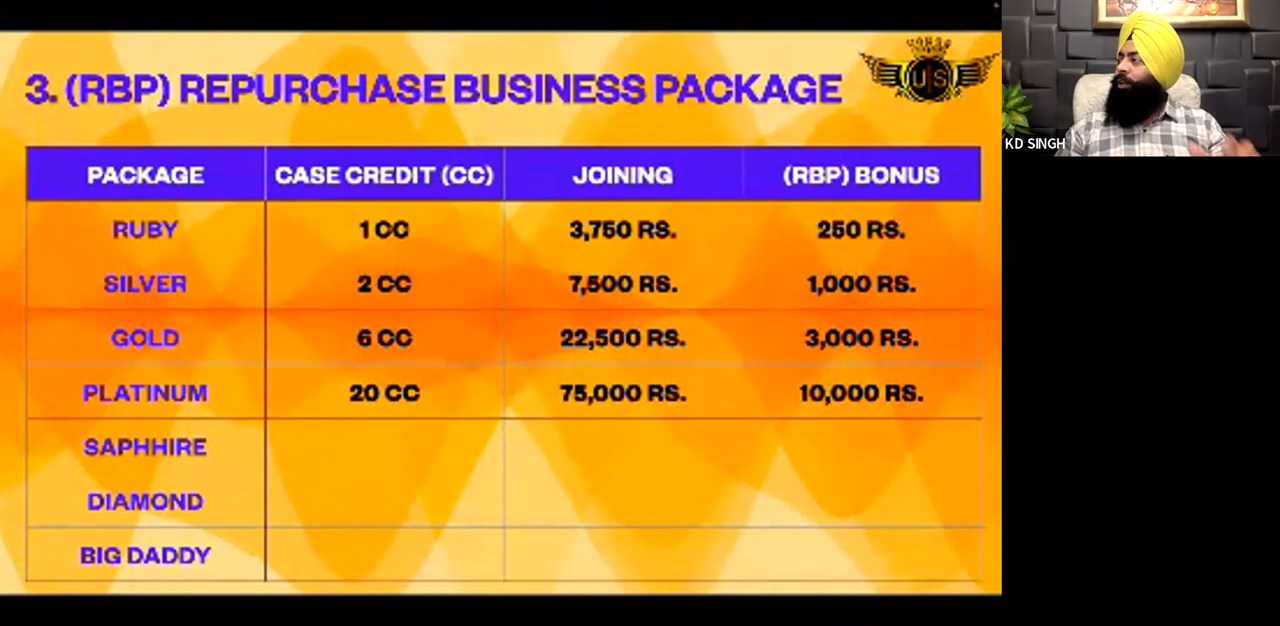 3. (RBP) REPURCHASE BUSINESS PACKAGE
US
KD SINGH
PACKAGE CASE CREDIT (CC) JOINING (RBP) BONUS
RUBY 1 CC 3,750 RS. 250 RS.
SILVER 2 CC 7,500 RS. 1,000 RS.
GOLD 6 CC 22,500 RS. 3,000 RS.
PLATINUM 20 CC 75,000 RS. 10,000 RS.
SAPHHIRE
DIAMOND
BIG DADDY